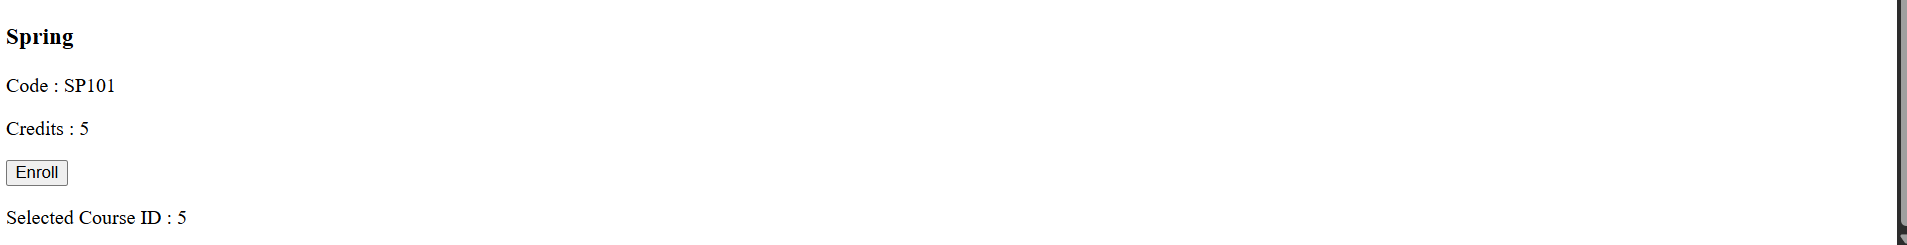 Spring
Code : SP101
Credits : 5
Enroll
Selected Course ID : 5